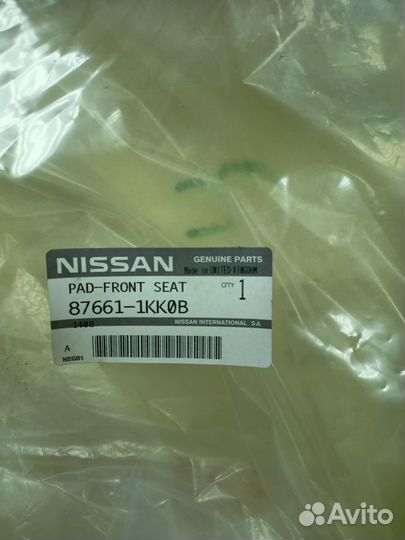 NISSAN
GENUINE PARTS
Made in UNITED KINGDOM
PAD-FRONT SEAT
QTY 1
87661-1KK0B
1408
NISSAN INTERNATIONAL S.A.
A
NEGB1
Avito